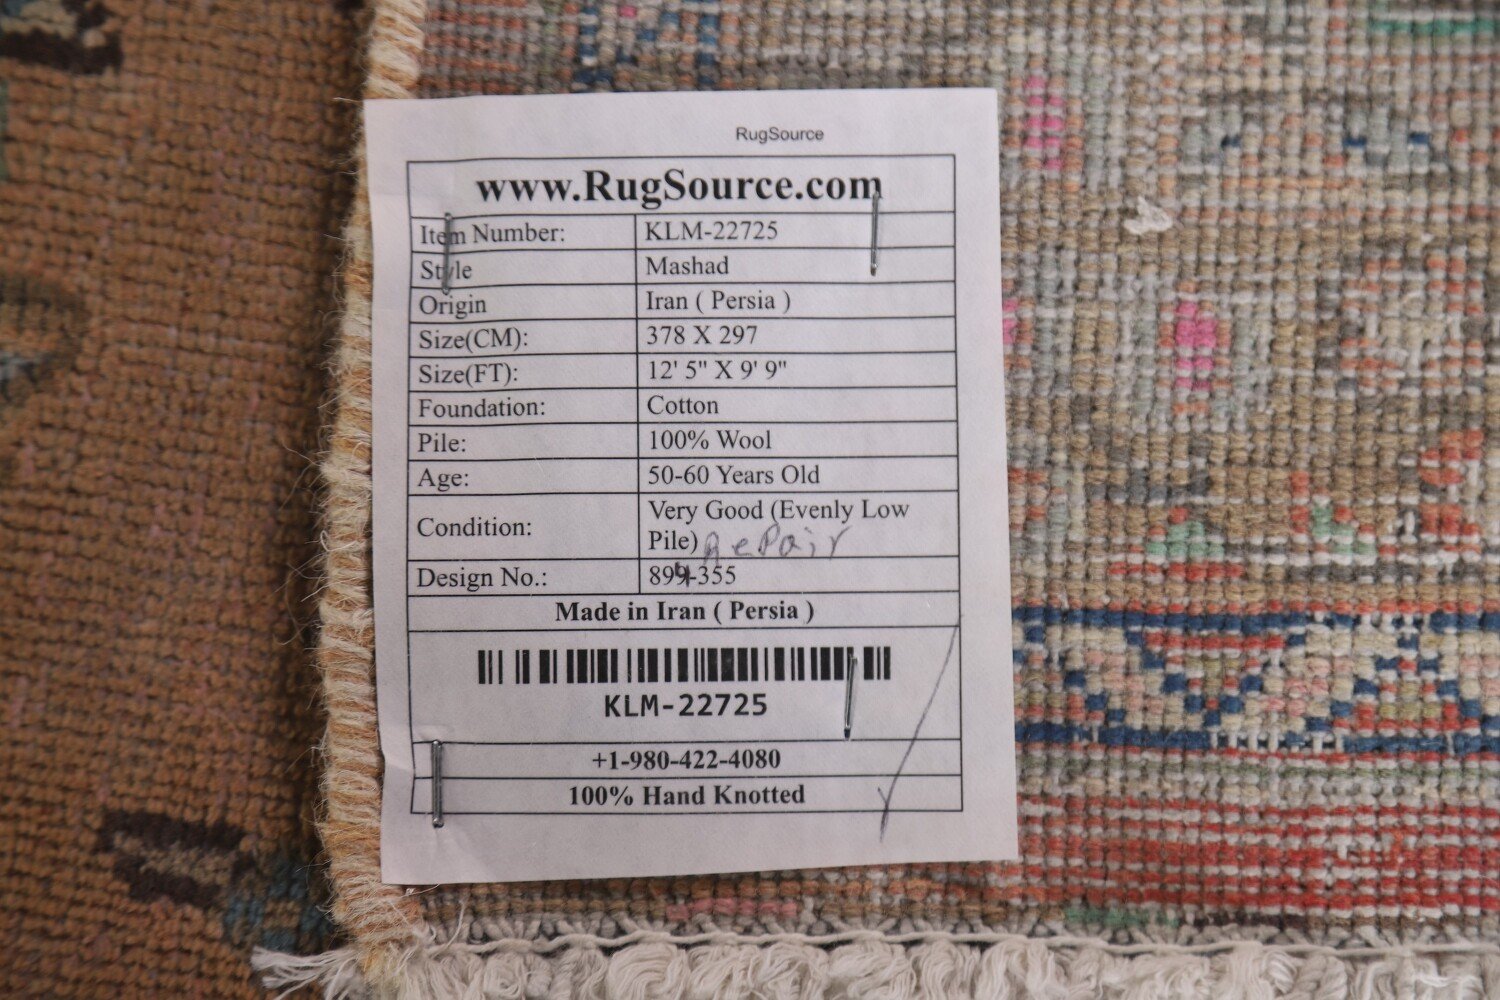 RugSource
www.RugSource.com
Item Number: KLM-22725
Style Mashad
Origin Iran ( Persia )
Size(CM): 378 X 297
Size(FT): 12' 5" X 9' 9"
Foundation: Cotton
Pile: 100% Wool
Age: 50-60 Years Old
Condition: Very Good (Evenly Low
Pile) Repair
Design No.: 899-355
Made in Iran ( Persia )
KLM-22725
+1-980-422-4080
100% Hand Knotted